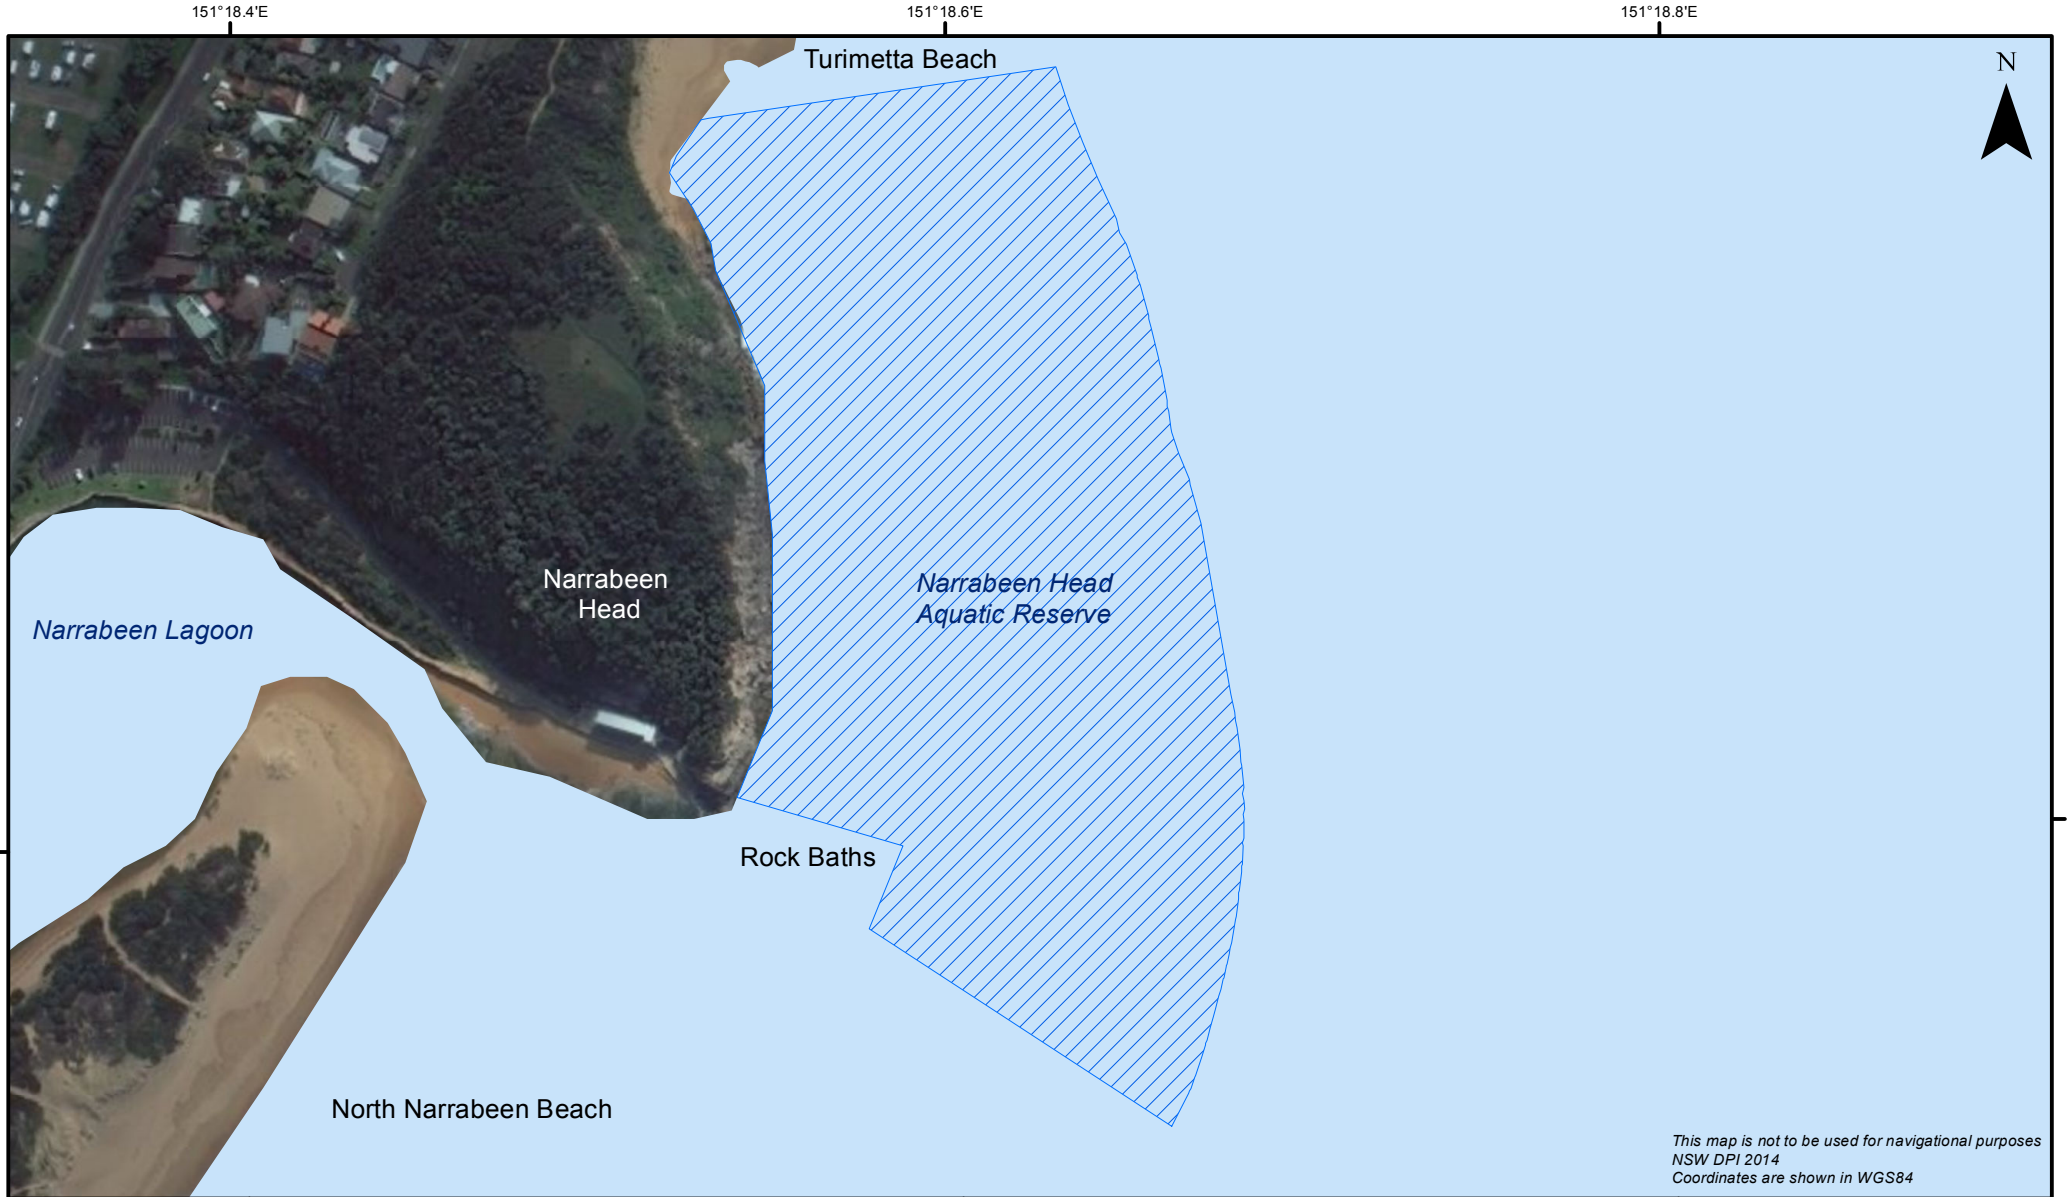 151°18.4'E
151°18.6'E
151°18.8'E
Turimetta Beach
N
Narrabeen
Head
Narrabeen Head
Aquatic Reserve
Narrabeen Lagoon
Rock Baths
North Narrabeen Beach
This map is not to be used for navigational purposes
NSW DPI 2014
Coordinates are shown in WGS84